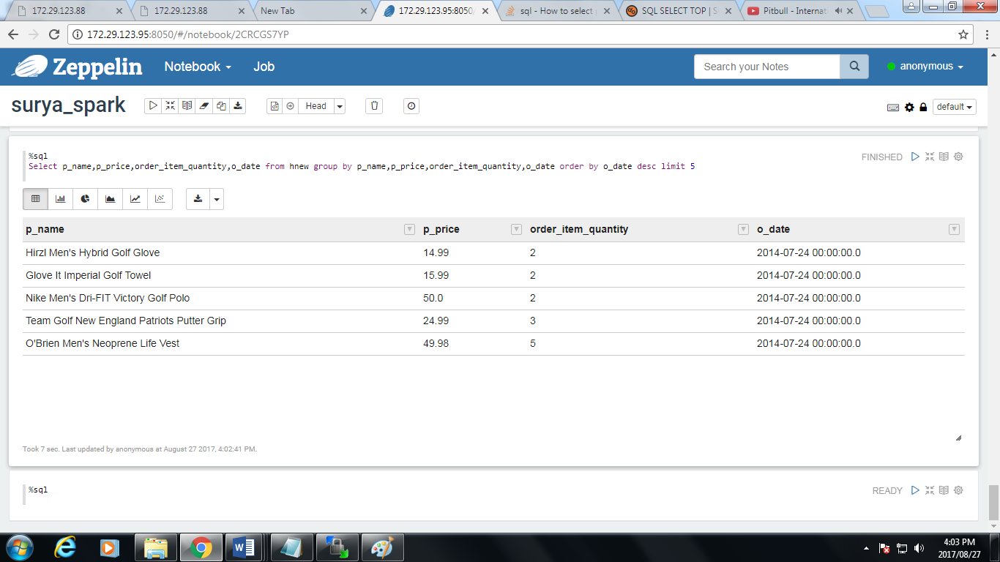 172.29.123.88
172.29.123.88
New Tab
172.29.123.95:8050/
sql - How to select
SQL SELECT TOP | S
Pitbull - Internat
172.29.123.95:8050/#/notebook/2CRCGS7YP
Zeppelin
Notebook
Job
Search your Notes
anonymous
surya_spark
Head
default
%sql
FINISHED
Select p_name,p_price,order_item_quantity,o_date from hnew group by p_name,p_price,order_item_quantity,o_date order by o_date desc limit 5
p_name p_price order_item_quantity o_date
Hirzl Men's Hybrid Golf Glove 14.99 2 2014-07-24 00:00:00.0
Glove It Imperial Golf Towel 15.99 2 2014-07-24 00:00:00.0
Nike Men's Dri-FIT Victory Golf Polo 50.0 2 2014-07-24 00:00:00.0
Team Golf New England Patriots Putter Grip 24.99 3 2014-07-24 00:00:00.0
O'Brien Men's Neoprene Life Vest 49.98 5 2014-07-24 00:00:00.0
Took 7 sec. Last updated by anonymous at August 27 2017, 4:02:41 PM.
%sql
READY
4:03 PM
2017/08/27